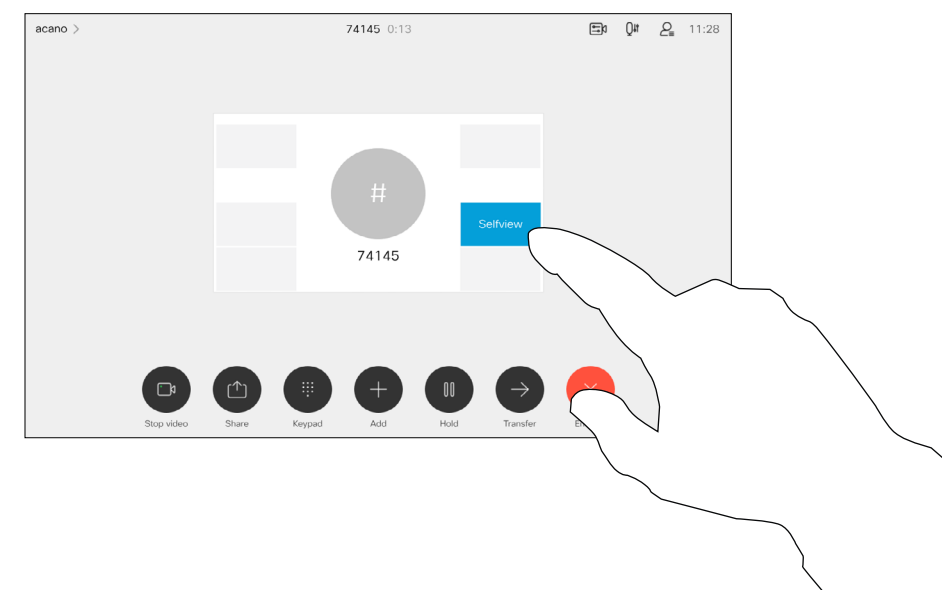 acano >
74145 0:13
11:28
#
Selfview
74145
Stop video
Share
Keypad
Add
Hold
Transfer